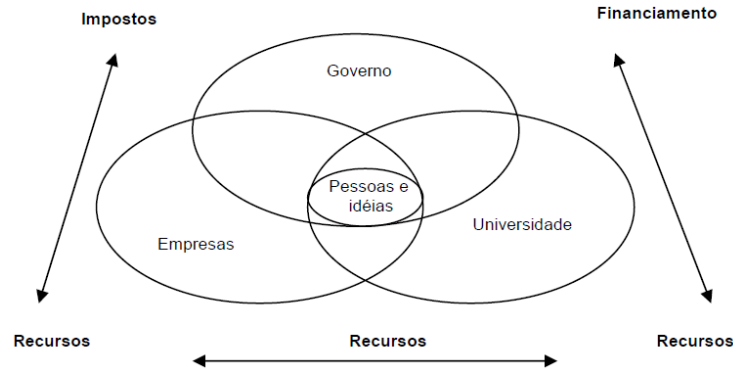 Impostos
Financiamento
Governo
Pessoas e
idéias
Empresas
Universidade
Recursos
Recursos
Recursos